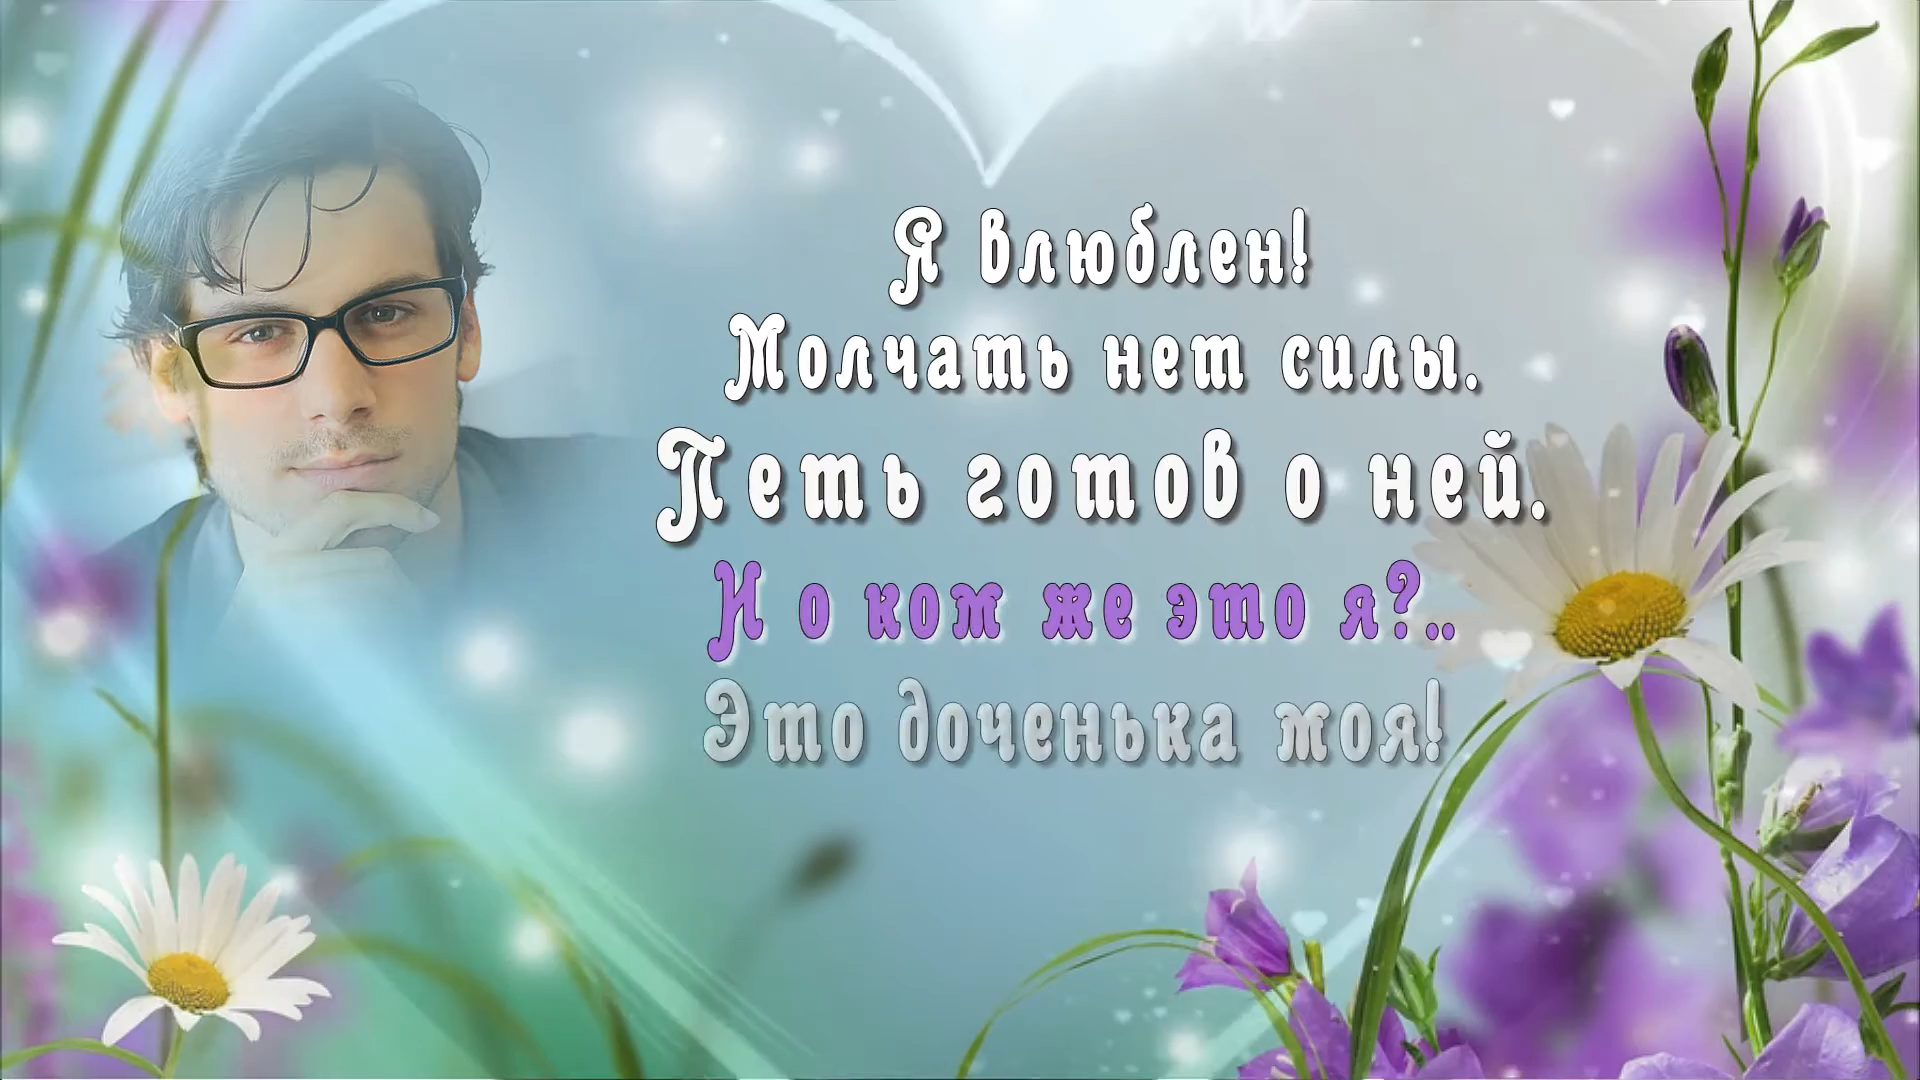 Я влюблен!
Молчать нет силы.
Петь готов о ней.
И о ком же это я?..
Это доченька моя!